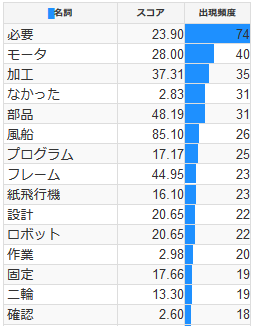 名詞 スコア 出現頻度
必要 23.90 74
モータ 28.00 40
加工 37.31 35
なかった 2.83 31
部品 48.19 31
風船 85.10 26
プログラム 17.17 25
フレーム 44.95 23
紙飛行機 16.10 23
設計 20.65 22
ロボット 20.65 22
作業 2.98 20
固定 17.66 19
二輪 13.30 19
確認 2.60 18